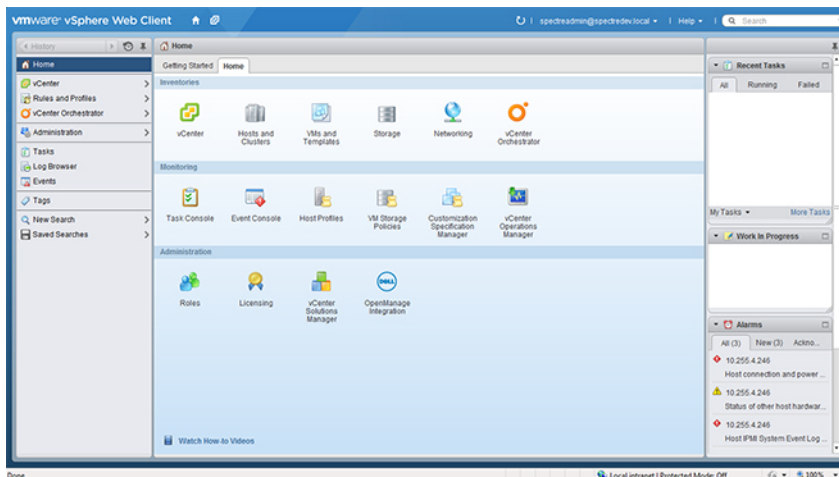 vmware vSphere Web Client
spectreadmin@spectredev.local
Help
Search
History
Home
vCenter
Rules and Profiles
vCenter Orchestrator
Administration
Tasks
Log Browser
Events
Tags
New Search
Saved Searches
Home
Getting Started Home
Inventories
vCenter
Hosts and
Clusters
VMs and
Templates
Storage
Networking
vCenter
Orchestrator
Monitoring
Task Console
Event Console
Host Profiles
VM Storage
Policies
Customization
Specification
Manager
vCenter
Operations
Manager
Administration
Roles
Licensing
vCenter
Solutions
Manager
DELL
OpenManage
Integration
Watch How-to Videos
Recent Tasks
All Running Failed
My Tasks More Tasks
Work In Progress
Alarms
All (3) New (3) Ackno...
10.255.4.246
Host connection and power ...
10.255.4.246
Status of other host hardwar...
10.255.4.246
Host IPMI System Event Log ...
Done
Local intranet | Protected Mode: Off
100%